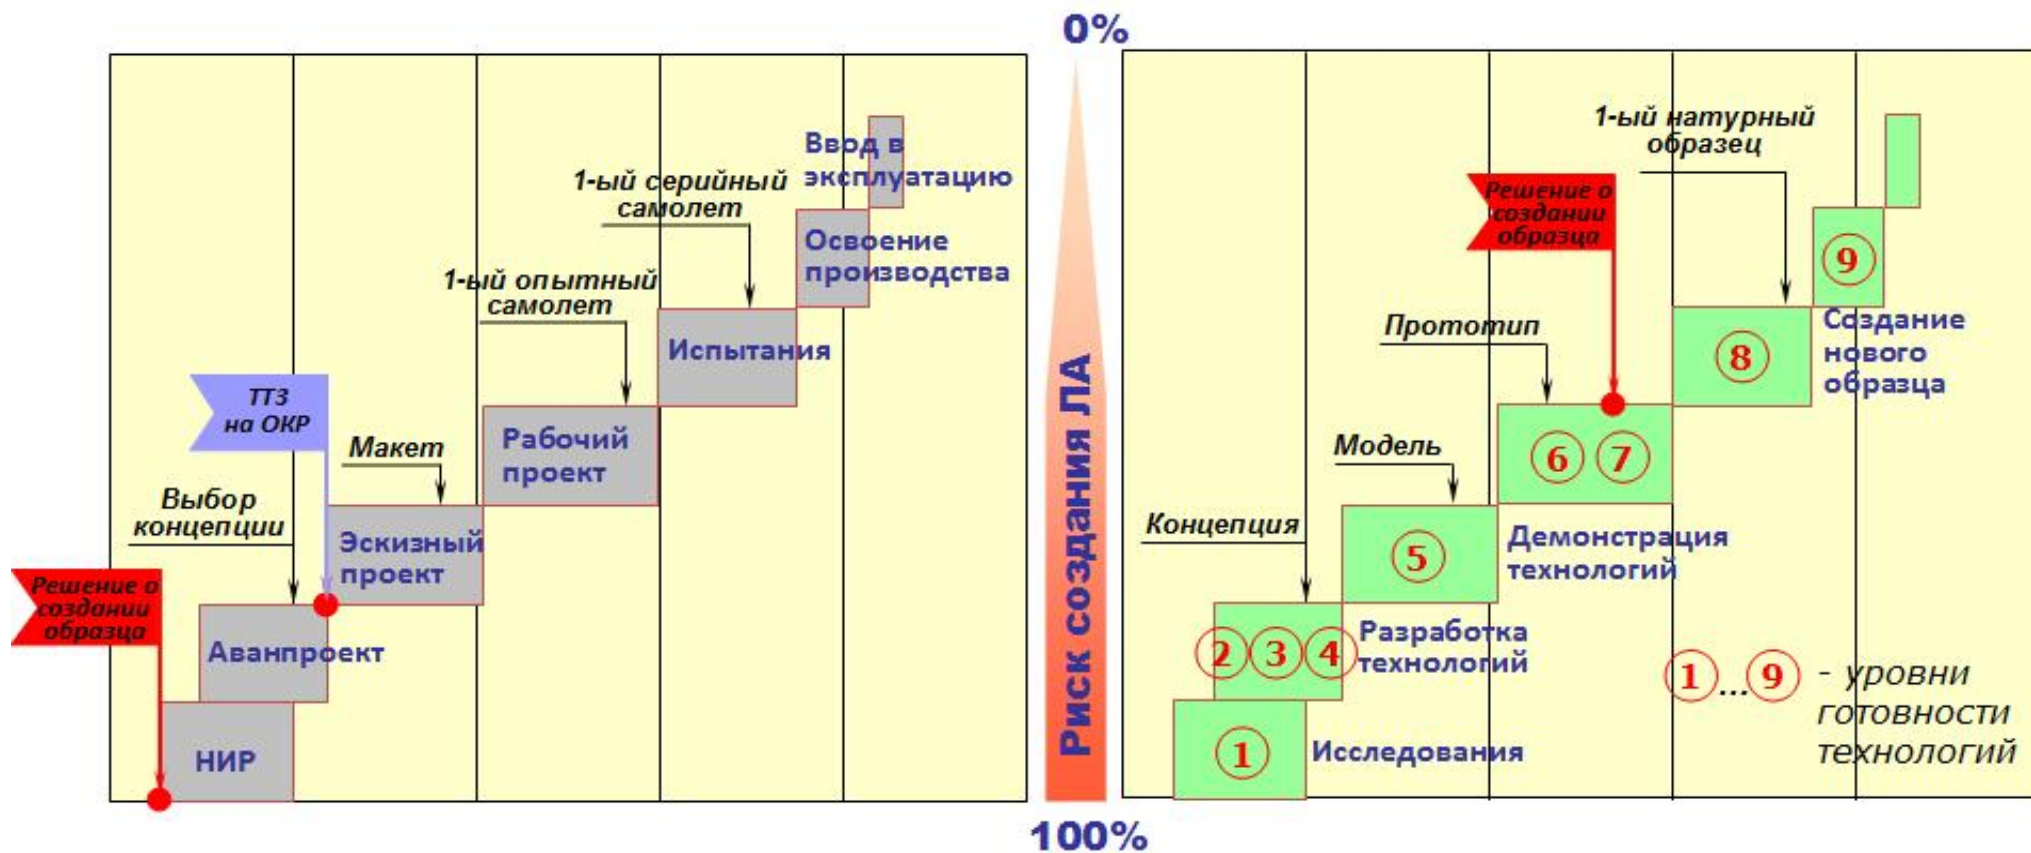 0%
Ввод в
эксплуатацию
1-ый серийный
самолет
Освоение
производства
1-ый опытный
самолет
Испытания
ТТЗ
на ОКР
Макет
Рабочий
проект
Выбор
концепции
Эскизный
проект
Решение о
создании
образца
Аванпроект
НИР
Риск создания ЛА
100%
1-ый натурный
образец
Решение о
создании
образца
9
Создание
нового
образца
8
Прототип
6 7
Модель
Демонстрация
технологий
Концепция
5
2 3 4
Разработка
технологий
1
Исследования
1...9 - уровни
готовности
технологий